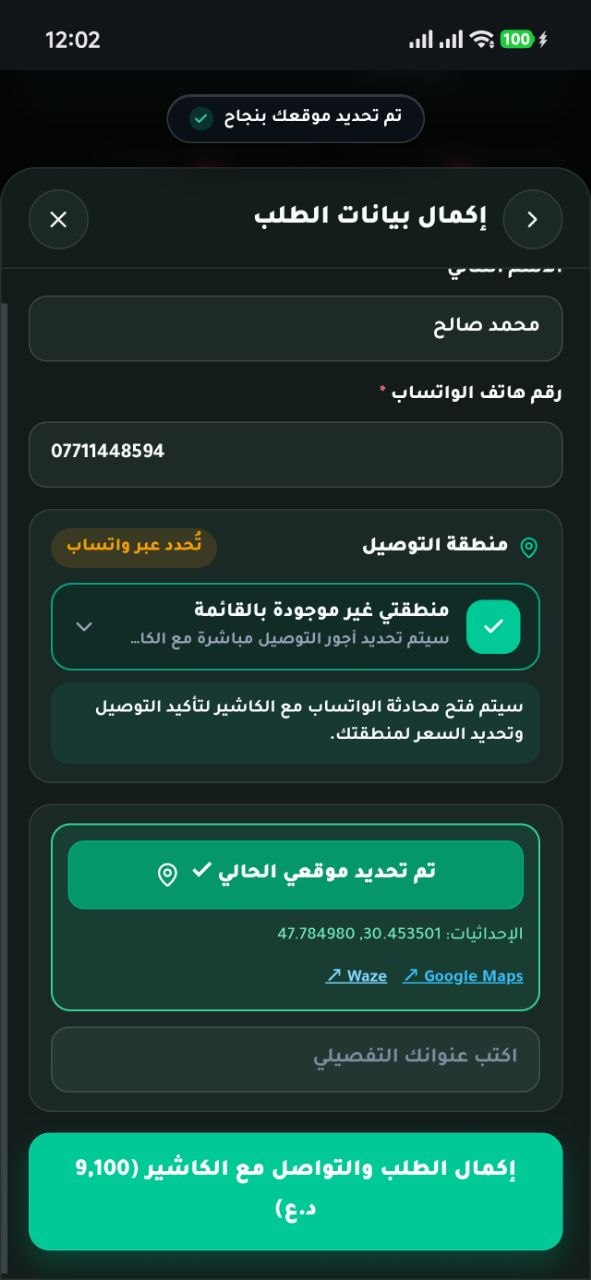 12:02
100
تم تحديد موقعك بنجاح
إكمال بيانات الطلب
محمد صالح
رقم هاتف الواتساب *
07711448594
منطقة التوصيل
تُحدد عبر واتساب
منطقتي غير موجودة بالقائمة
سيتم تحديد أجور التوصيل مباشرة مع الكا...
سيتم فتح محادثة الواتساب مع الكاشير لتأكيد التوصيل
وتحديد السعر لمنطقتك.
تم تحديد موقعي الحالي ✓
الإحداثيات: 30.453501, 47.784980
Google Maps ↗ Waze ↗
اكتب عنوانك التفصيلي
إكمال الطلب والتواصل مع الكاشير (9,100
د.ع)